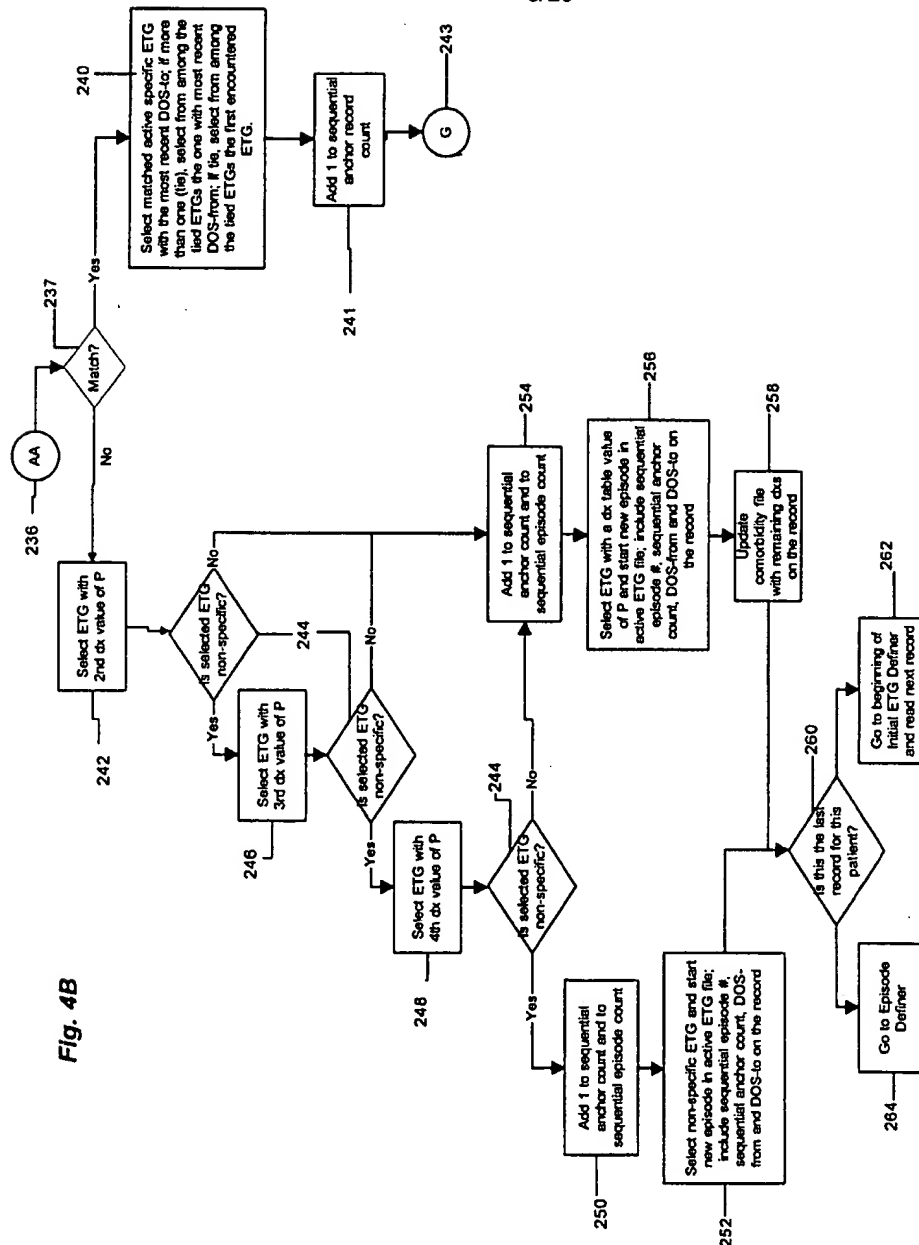 Fig. 4B
AA
236
237
Match?
Yes
No
240
Select matched active specific ETG
with the most recent DOS-to; if more
than one (tie), select from among the
tied ETGs the one with most recent
DOS-from; if tie, select from among
the tied ETGs the first encountered
ETG.
Add 1 to sequential
anchor record
count
241
G
243
Select ETG with
2nd dx value of P
242
Is selected ETG
non-specific?
244
Yes
No
Select ETG with
3rd dx value of P
246
Is selected ETG
non-specific?
No
Yes
Select ETG with
4th dx value of P
248
244
Is selected ETG
non-specific?
No
Yes
Add 1 to sequential
anchor count and to
sequential episode count
254
Select ETG with a dx table value
of P and start new episode in
active ETG file; include sequential
episode #, sequential anchor
count, DOS-from and DOS-to on
the record
256
Update
comorbidity file
with remaining dxs
on the record
258
Add 1 to sequential
anchor count and to
sequential episode count
250
Select non-specific ETG and start
new episode in active ETG file;
include sequential episode #,
sequential anchor count, DOS-
from and DOS-to on the record
252
260
Is this the last
record for this
patient?
Go to beginning of
Initial ETG Definer
and read next record
262
Go to Episode
Definer
264